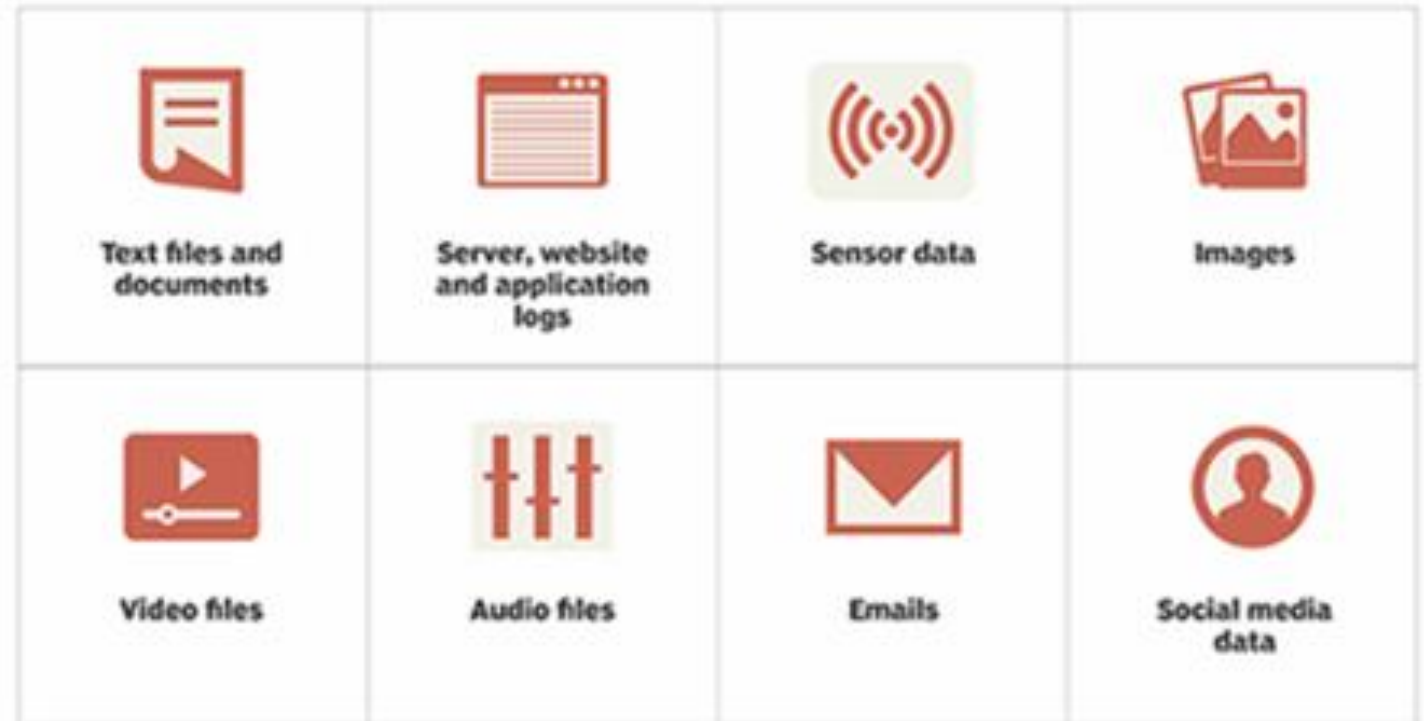 Text files and
documents
Server, website
and application
logs
Sensor data
Images
Video files
Audio files
Emails
Social media
data